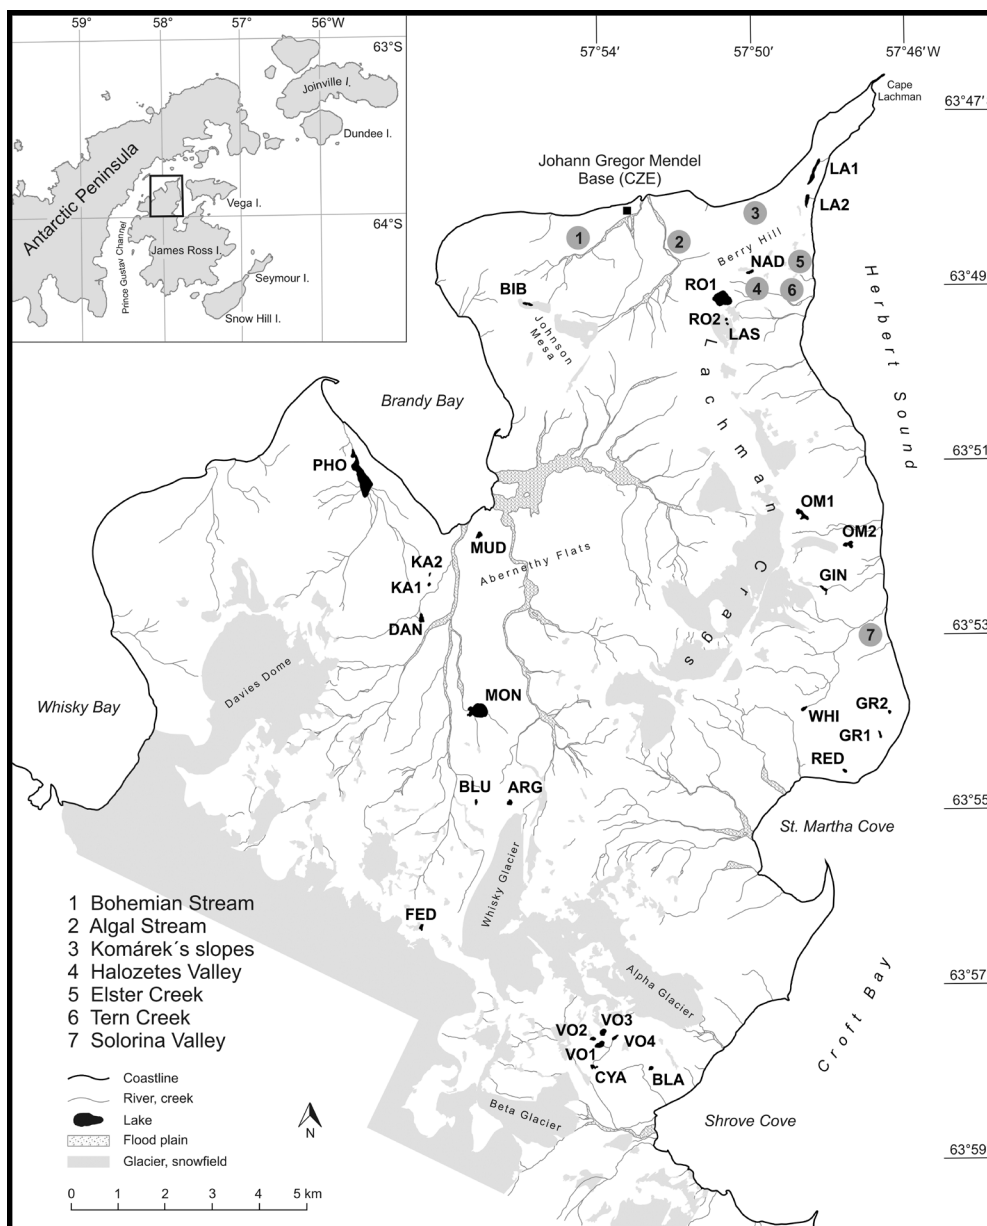 59°
58°
57°
56°W
63°S
Joinville I.
Dundee I.
Antarctic Peninsula
Vega I.
64°S
Prince Gustav Channel
James Ross I.
Seymour I.
Snow Hill I.
57°54'
57°50'
57°46'W
Cape
Lachman
63°47'
Johann Gregor Mendel
Base (CZE)
LA1
LA2
3
1
2
Berry Hill
NAD
5
63°49
BIB
RO1
4
6
RO2
LAS
Johnson
Mesa
Herbert Sound
Lachman
Crags
Brandy Bay
PHO
63°51
OM1
OM2
MUD
Abernethy Flats
KA2
KA1
GIN
DAN
7
63°53
Davies Dome
MON
Whisky Bay
WHI
GR2
GR1
RED
BLU
ARG
63°55
St. Martha Cove
Whisky Glacier
FED
1 Bohemian Stream
2 Algal Stream
3 Komárek´s slopes
4 Halozetes Valley
5 Elster Creek
6 Tern Creek
7 Solorina Valley
Alpha Glacier
63°57
Croft Bay
VO3
VO2
VO4
VO1
CYA
BLA
Beta Glacier
Shrove Cove
63°59
Coastline
River, creek
Lake
Flood plain
Glacier, snowfield
N
0 1 2 3 4 5 km